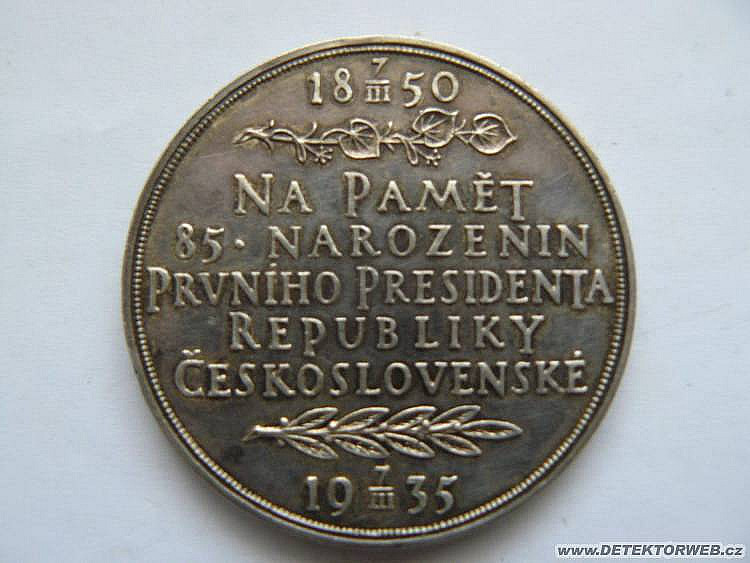 18 7/III 50
NA PAMĚT
85. NAROZENIN
PRVNÍHO PRESIDENTA
REPUBLIKY
ČESKOSLOVENSKÉ
19 7/III 35
www.DETEKTORWEB.cz